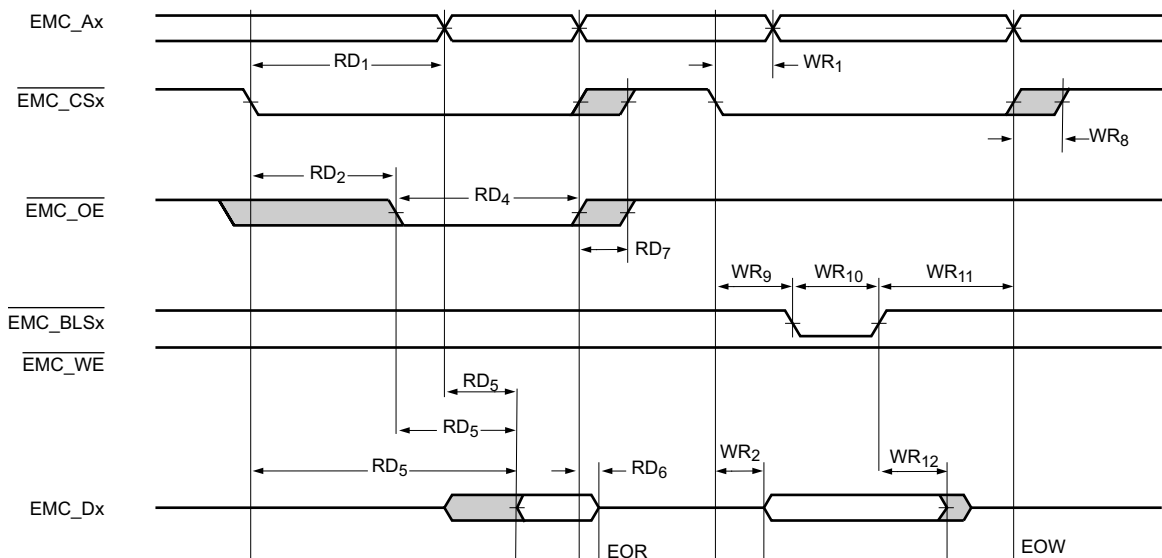 EMC_Ax
RD1
WR1
EMC_CSx
WR8
RD2
RD4
EMC_OE
RD7
WR9
WR10
WR11
EMC_BLSx
EMC_WE
RD5
RD5
RD5
RD6
WR2
WR12
EMC_Dx
EOR
EOW